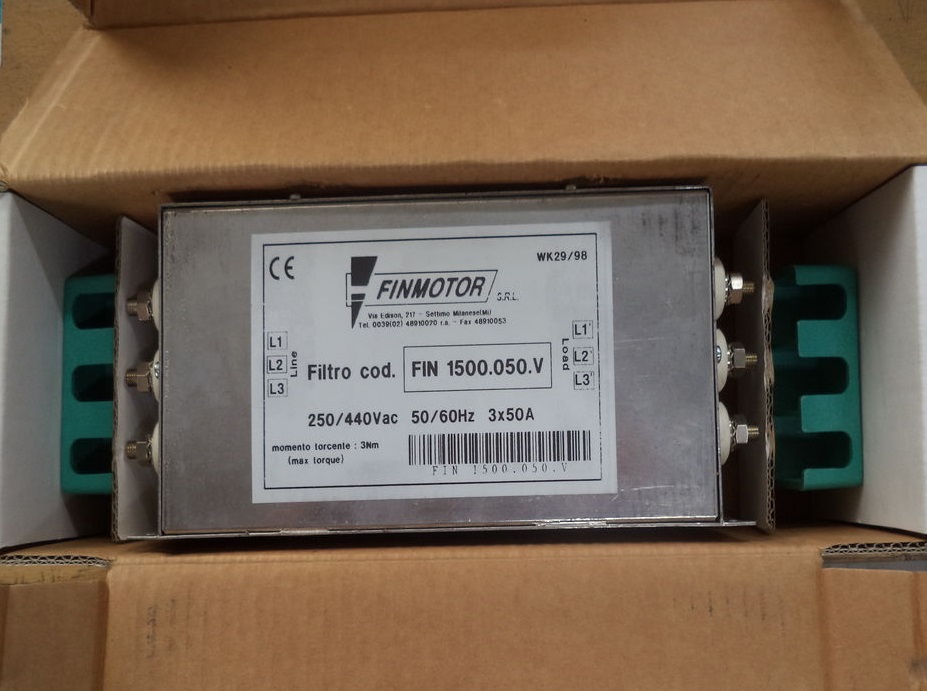 CE
WK29/98
FINMOTOR S.R.L.
Via Edison, 217 - Settimo Milanese(MI)
Tel. 0039(02) 48910020 r.a. - Fax 48910053
L1
L2
L3
Line
Filtro cod. FIN 1500.050.V
Load
L1'
L2'
L3'
250/440Vac 50/60Hz 3x50A
momento torcente : 3Nm
(max torque)
FIN 1500.050.V